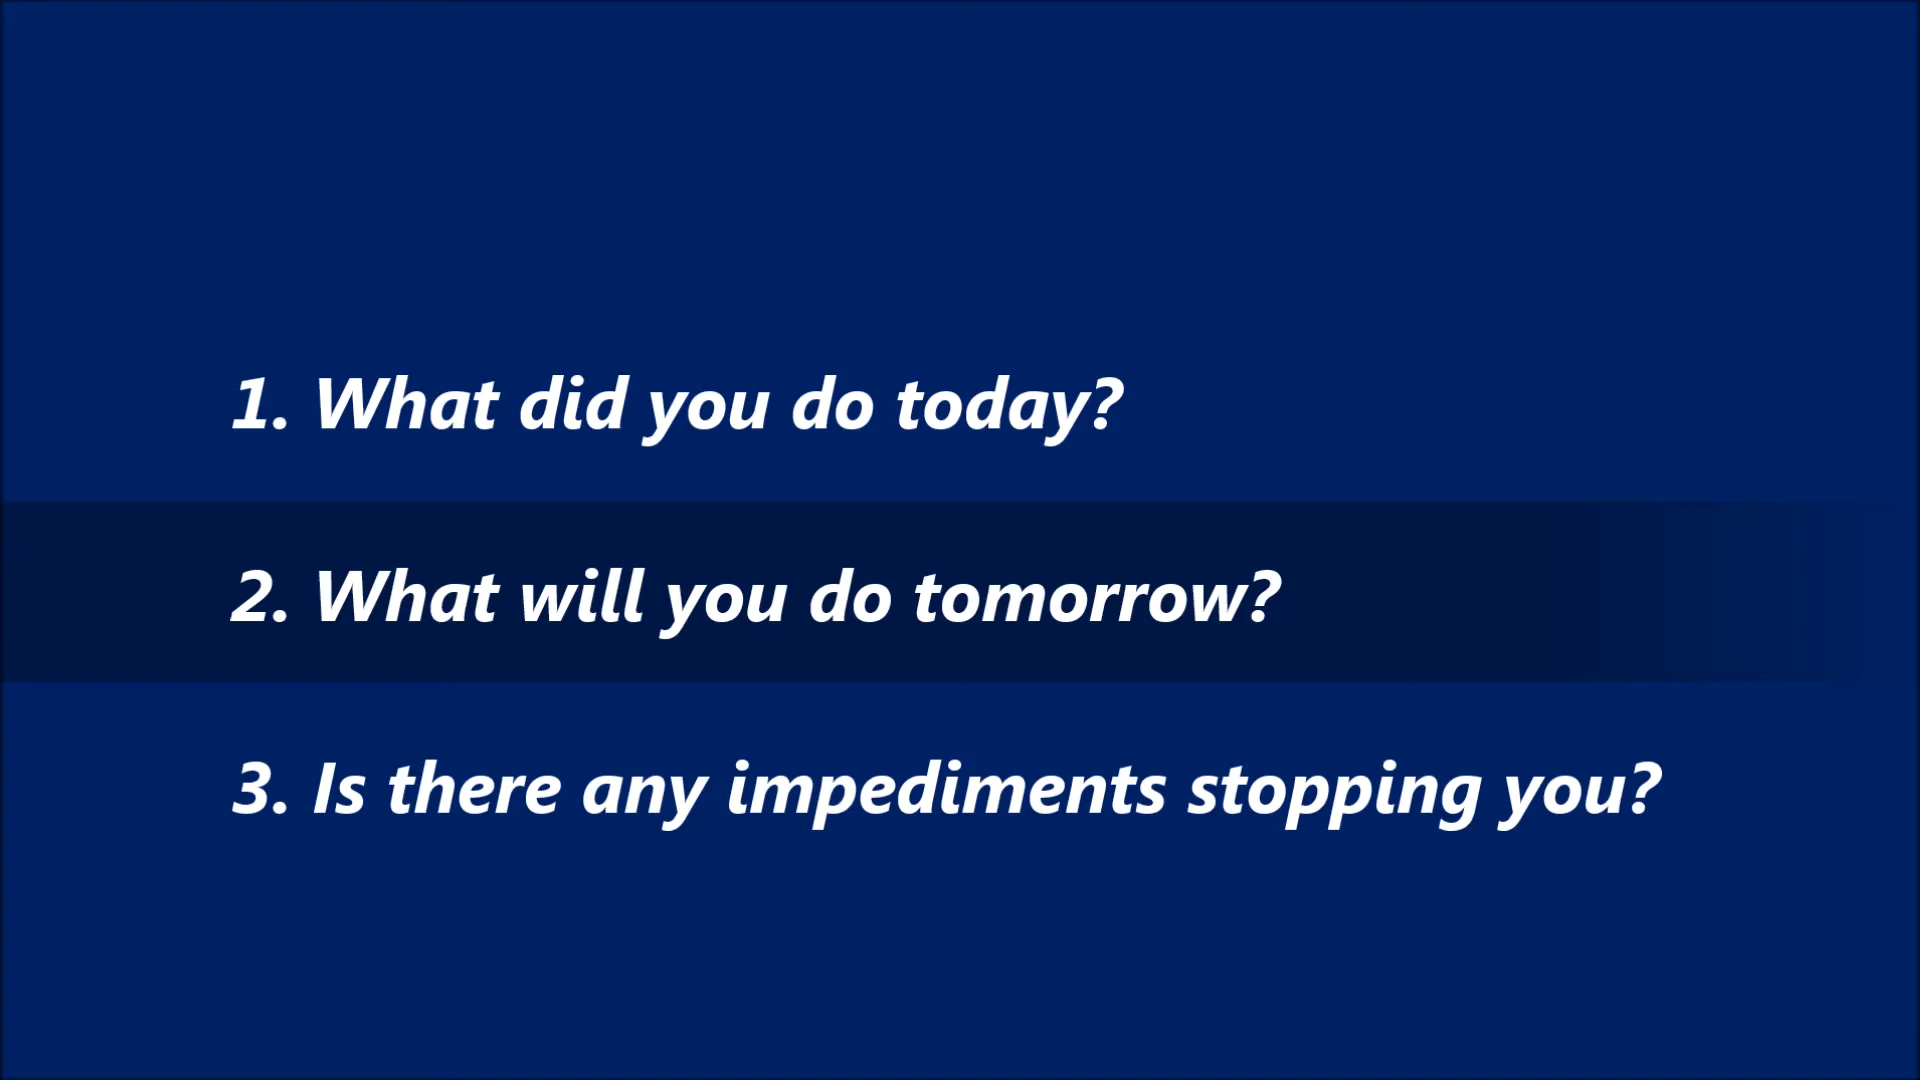 1. What did you do today?
2. What will you do tomorrow?
3. Is there any impediments stopping you?